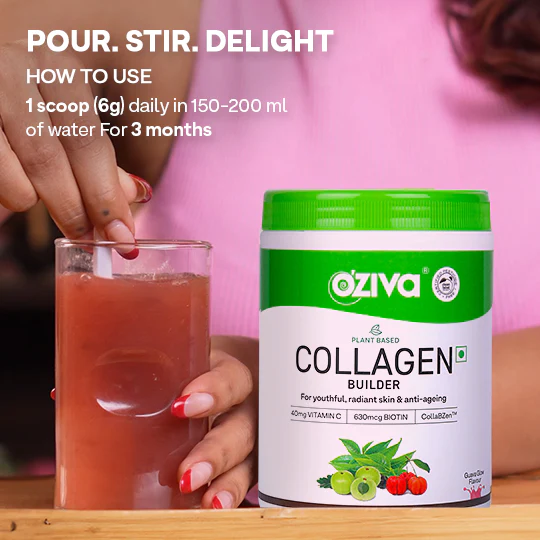 POUR. STIR. DELIGHT
HOW TO USE
1 scoop (6g) daily in 150-200 ml
of water For 3 months
OZIVA®
PLANT BASED
COLLAGEN
BUILDER
For youthful, radiant skin & anti-ageing
40mg VITAMIN C | 630mcg BIOTIN | CollaBZen™
Guava Glow
Flavour